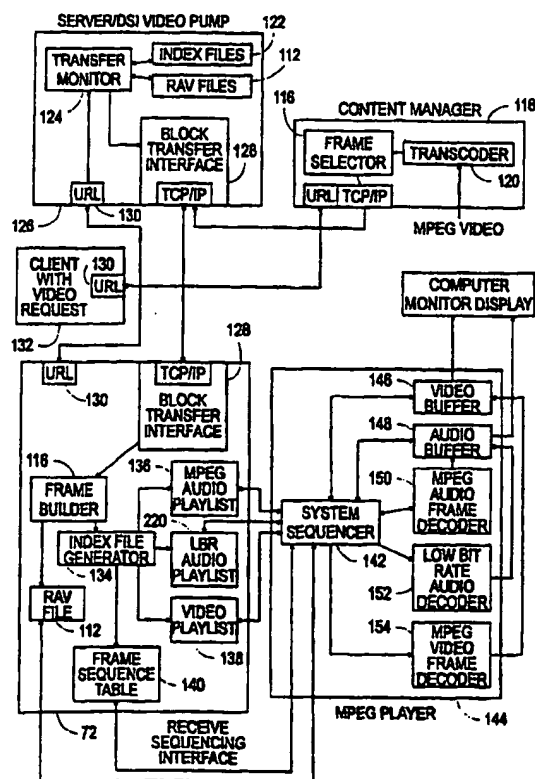 SERVER/DSI VIDEO PUMP
122
TRANSFER
MONITOR
INDEX FILES
112
RAV FILES
124
BLOCK
TRANSFER
INTERFACE
128
URL
TCP/IP
126
130
CONTENT MANAGER
118
116
FRAME
SELECTOR
TRANSCODER
120
URL
TCP/IP
MPEG VIDEO
CLIENT
WITH
VIDEO
REQUEST
130
URL
132
COMPUTER
MONITOR DISPLAY
URL
130
TCP/IP
BLOCK
TRANSFER
INTERFACE
128
116
FRAME
BUILDER
136
MPEG
AUDIO
PLAYLIST
INDEX FILE
GENERATOR
134
220
LBR
AUDIO
PLAYLIST
RAV
FILE
112
VIDEO
PLAYLIST
138
FRAME
SEQUENCE
TABLE
140
72
RECEIVE
SEQUENCING
INTERFACE
146
VIDEO
BUFFER
148
AUDIO
BUFFER
150
MPEG
AUDIO
FRAME
DECODER
SYSTEM
SEQUENCER
142
LOW BIT
RATE
AUDIO
DECODER
152
154
MPEG
VIDEO
FRAME
DECODER
MPEG PLAYER
144